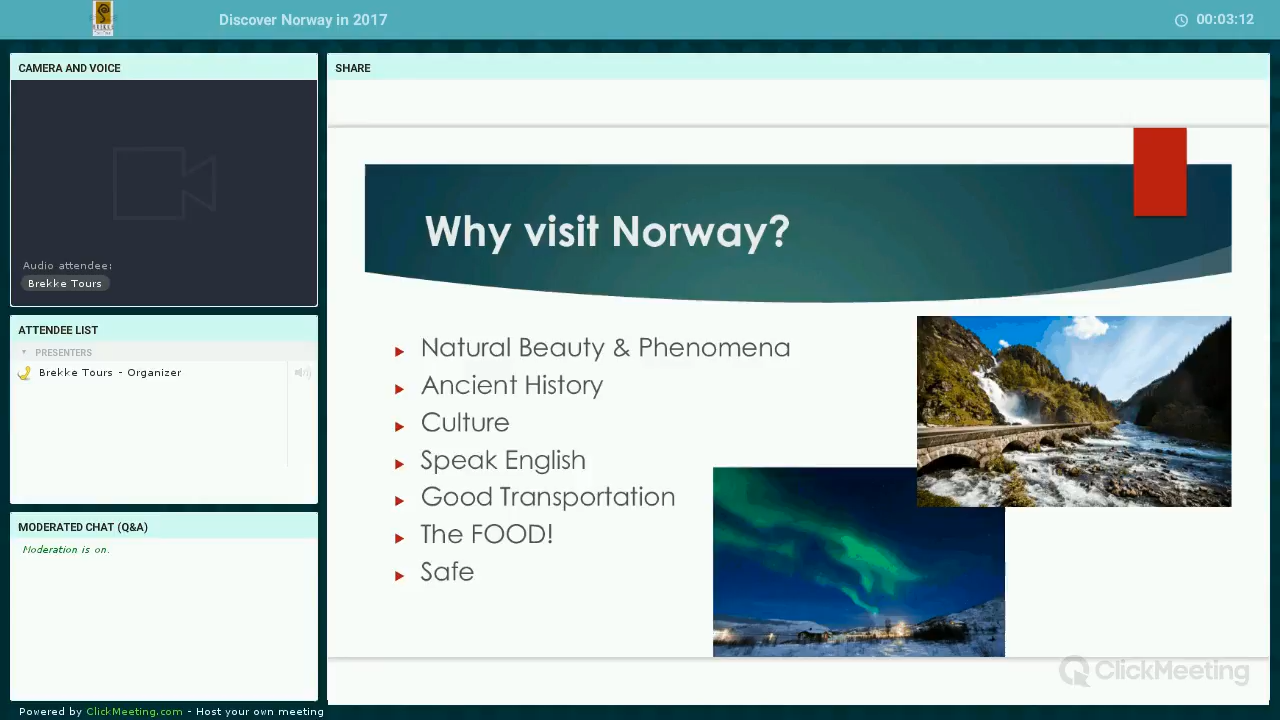 Discover Norway in 2017
00:03:12
CAMERA AND VOICE
Audio attendee:
Brekke Tours
ATTENDEE LIST
PRESENTERS
Brekke Tours - Organizer
MODERATED CHAT (Q&A)
Moderation is on.
SHARE
Why visit Norway?
Natural Beauty & Phenomena
Ancient History
Culture
Speak English
Good Transportation
The FOOD!
Safe
ClickMeeting
Powered by ClickMeeting.com - Host your own meeting